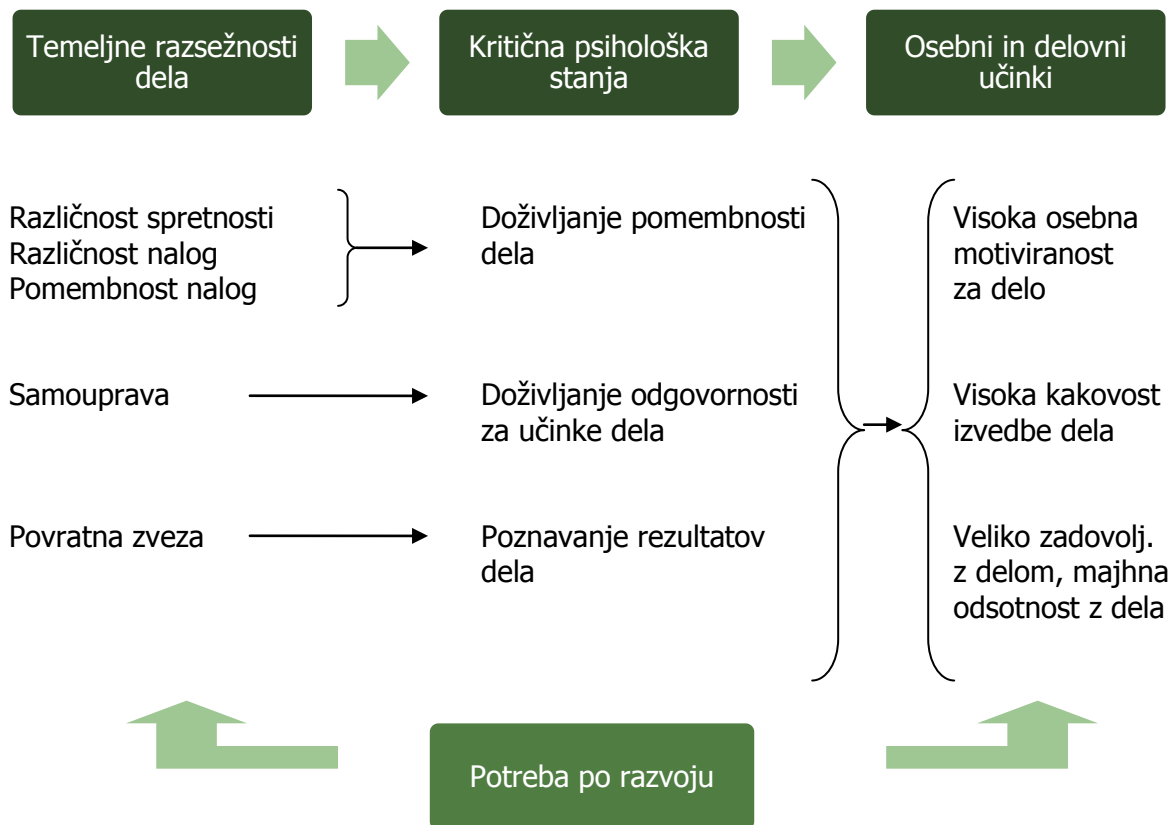 Temeljne razsežnosti
dela
Kritična psihološka
stanja
Osebni in delovni
učinki
Različnost spretnosti
Različnost nalog
Pomembnost nalog
Doživljanje pomembnosti
dela
Visoka osebna
motiviranost
za delo
Samouprava
Doživljanje odgovornosti
za učinke dela
Visoka kakovost
izvedbe dela
Povratna zveza
Poznavanje rezultatov
dela
Veliko zadovolj.
z delom, majhna
odsotnost z dela
Potreba po razvoju